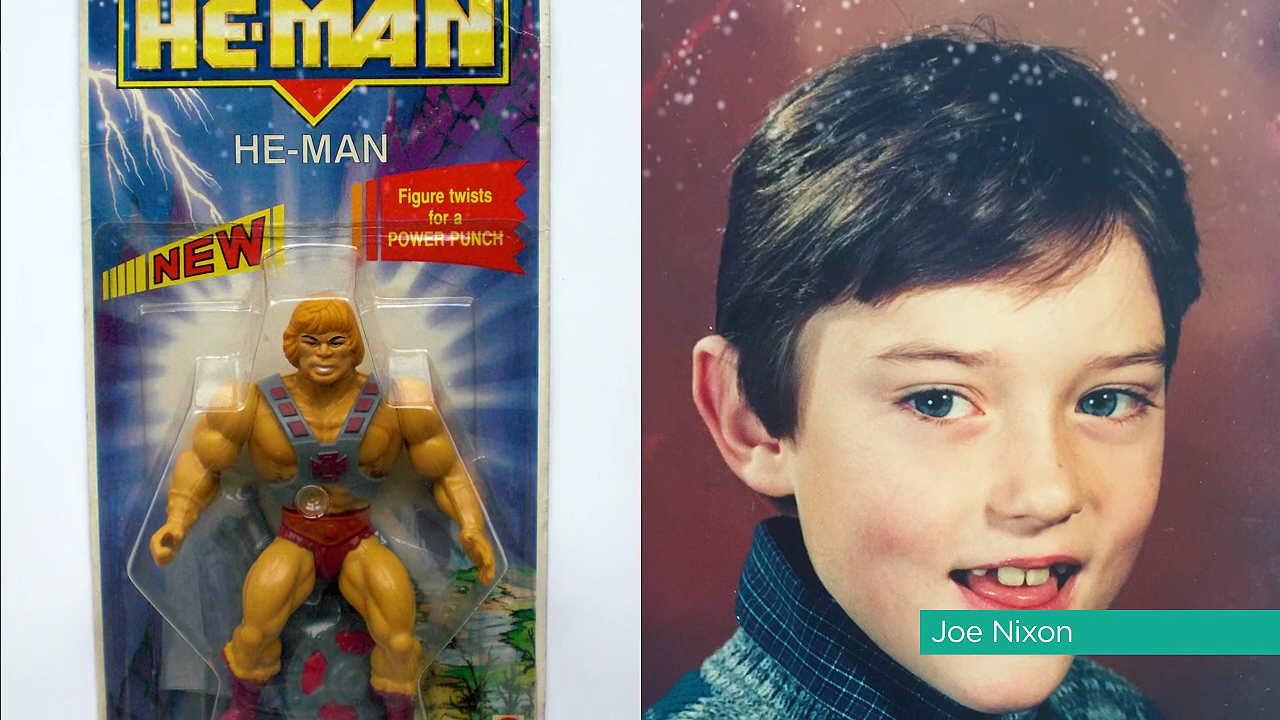 HE-MAN
HE-MAN
Figure twists
for a
POWER PUNCH
NEW
Joe Nixon